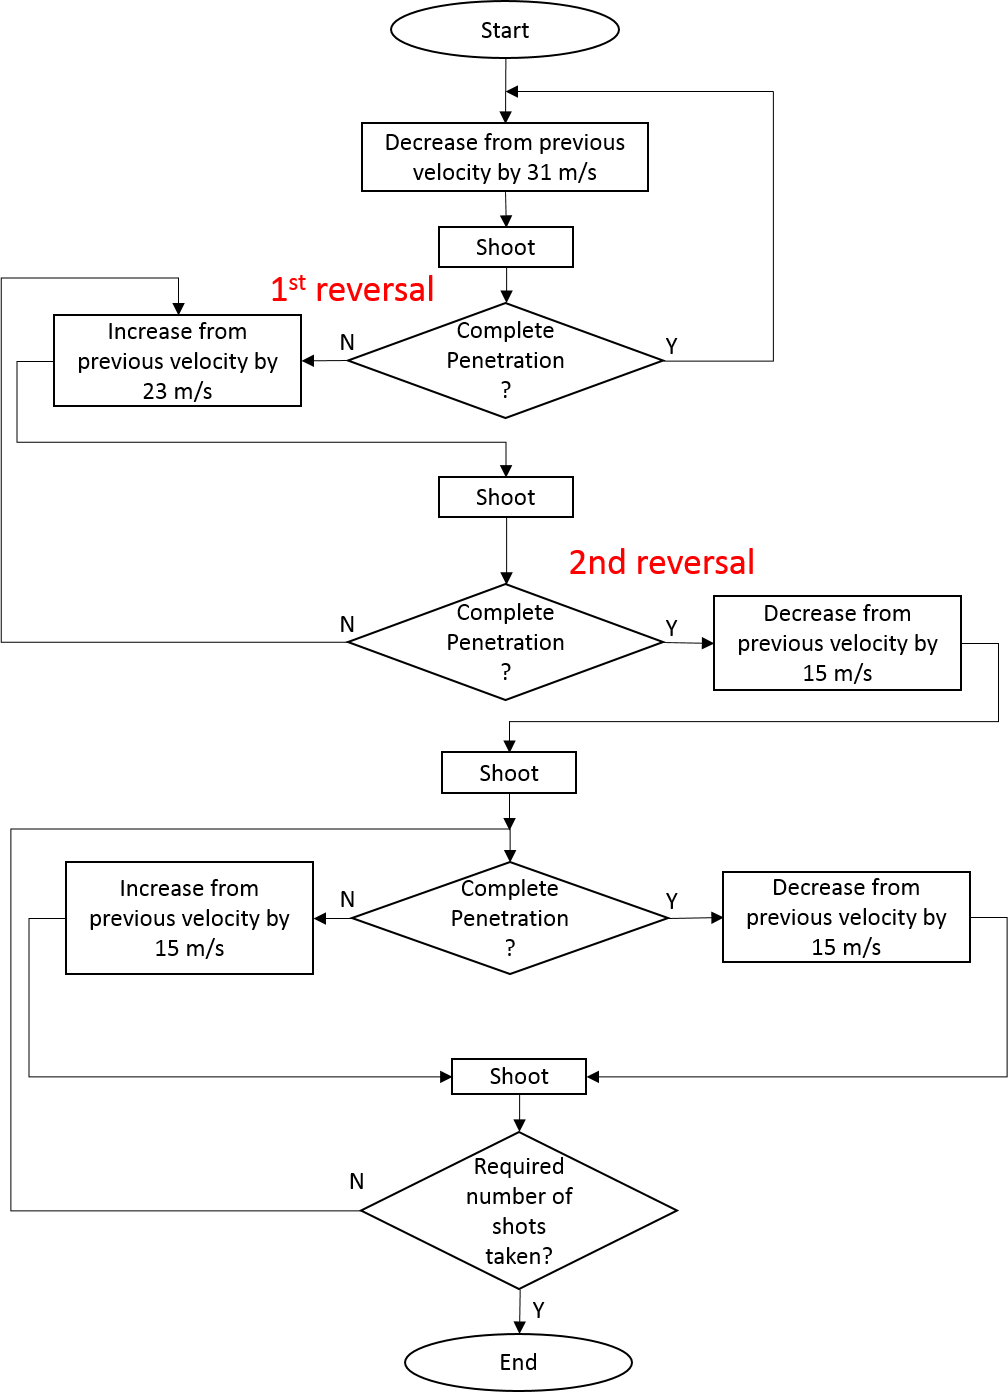 Start
Decrease from previous
velocity by 31 m/s
Shoot
1st reversal
Complete
Penetration
?
N
Y
Increase from
previous velocity by
23 m/s
Shoot
2nd reversal
Complete
Penetration
?
N
Y
Decrease from
previous velocity by
15 m/s
Shoot
Complete
Penetration
?
N
Y
Increase from
previous velocity by
15 m/s
Decrease from
previous velocity by
15 m/s
Shoot
Required
number of
shots
taken?
N
Y
End